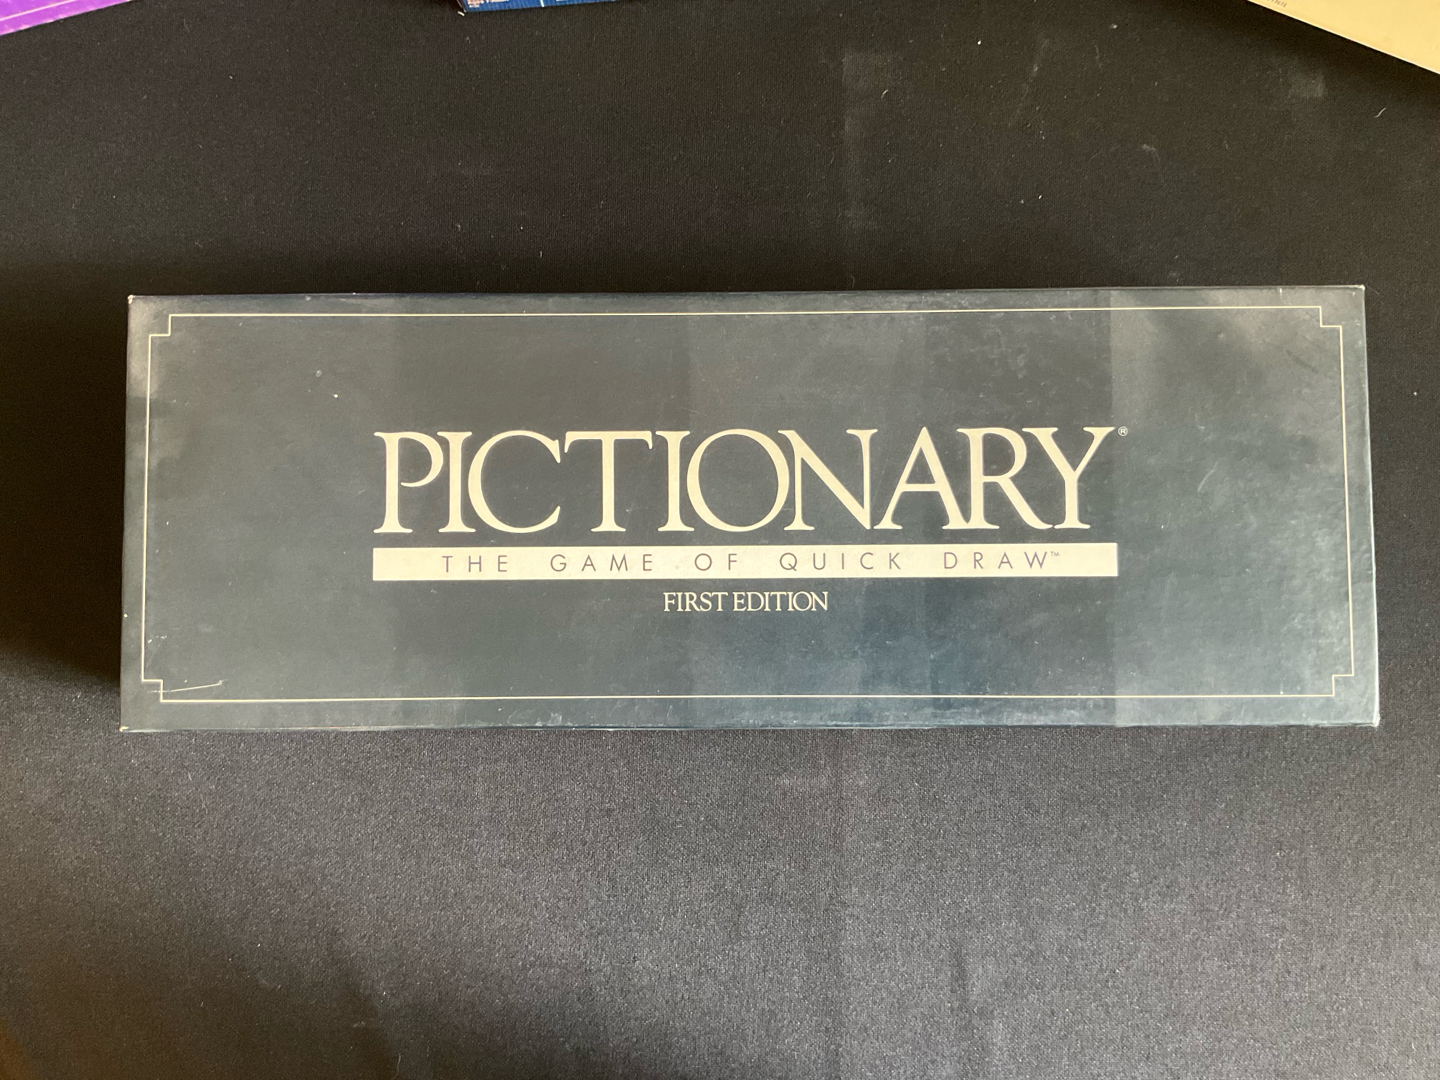 PICTIONARY®
THE GAME OF QUICK DRAW™
FIRST EDITION